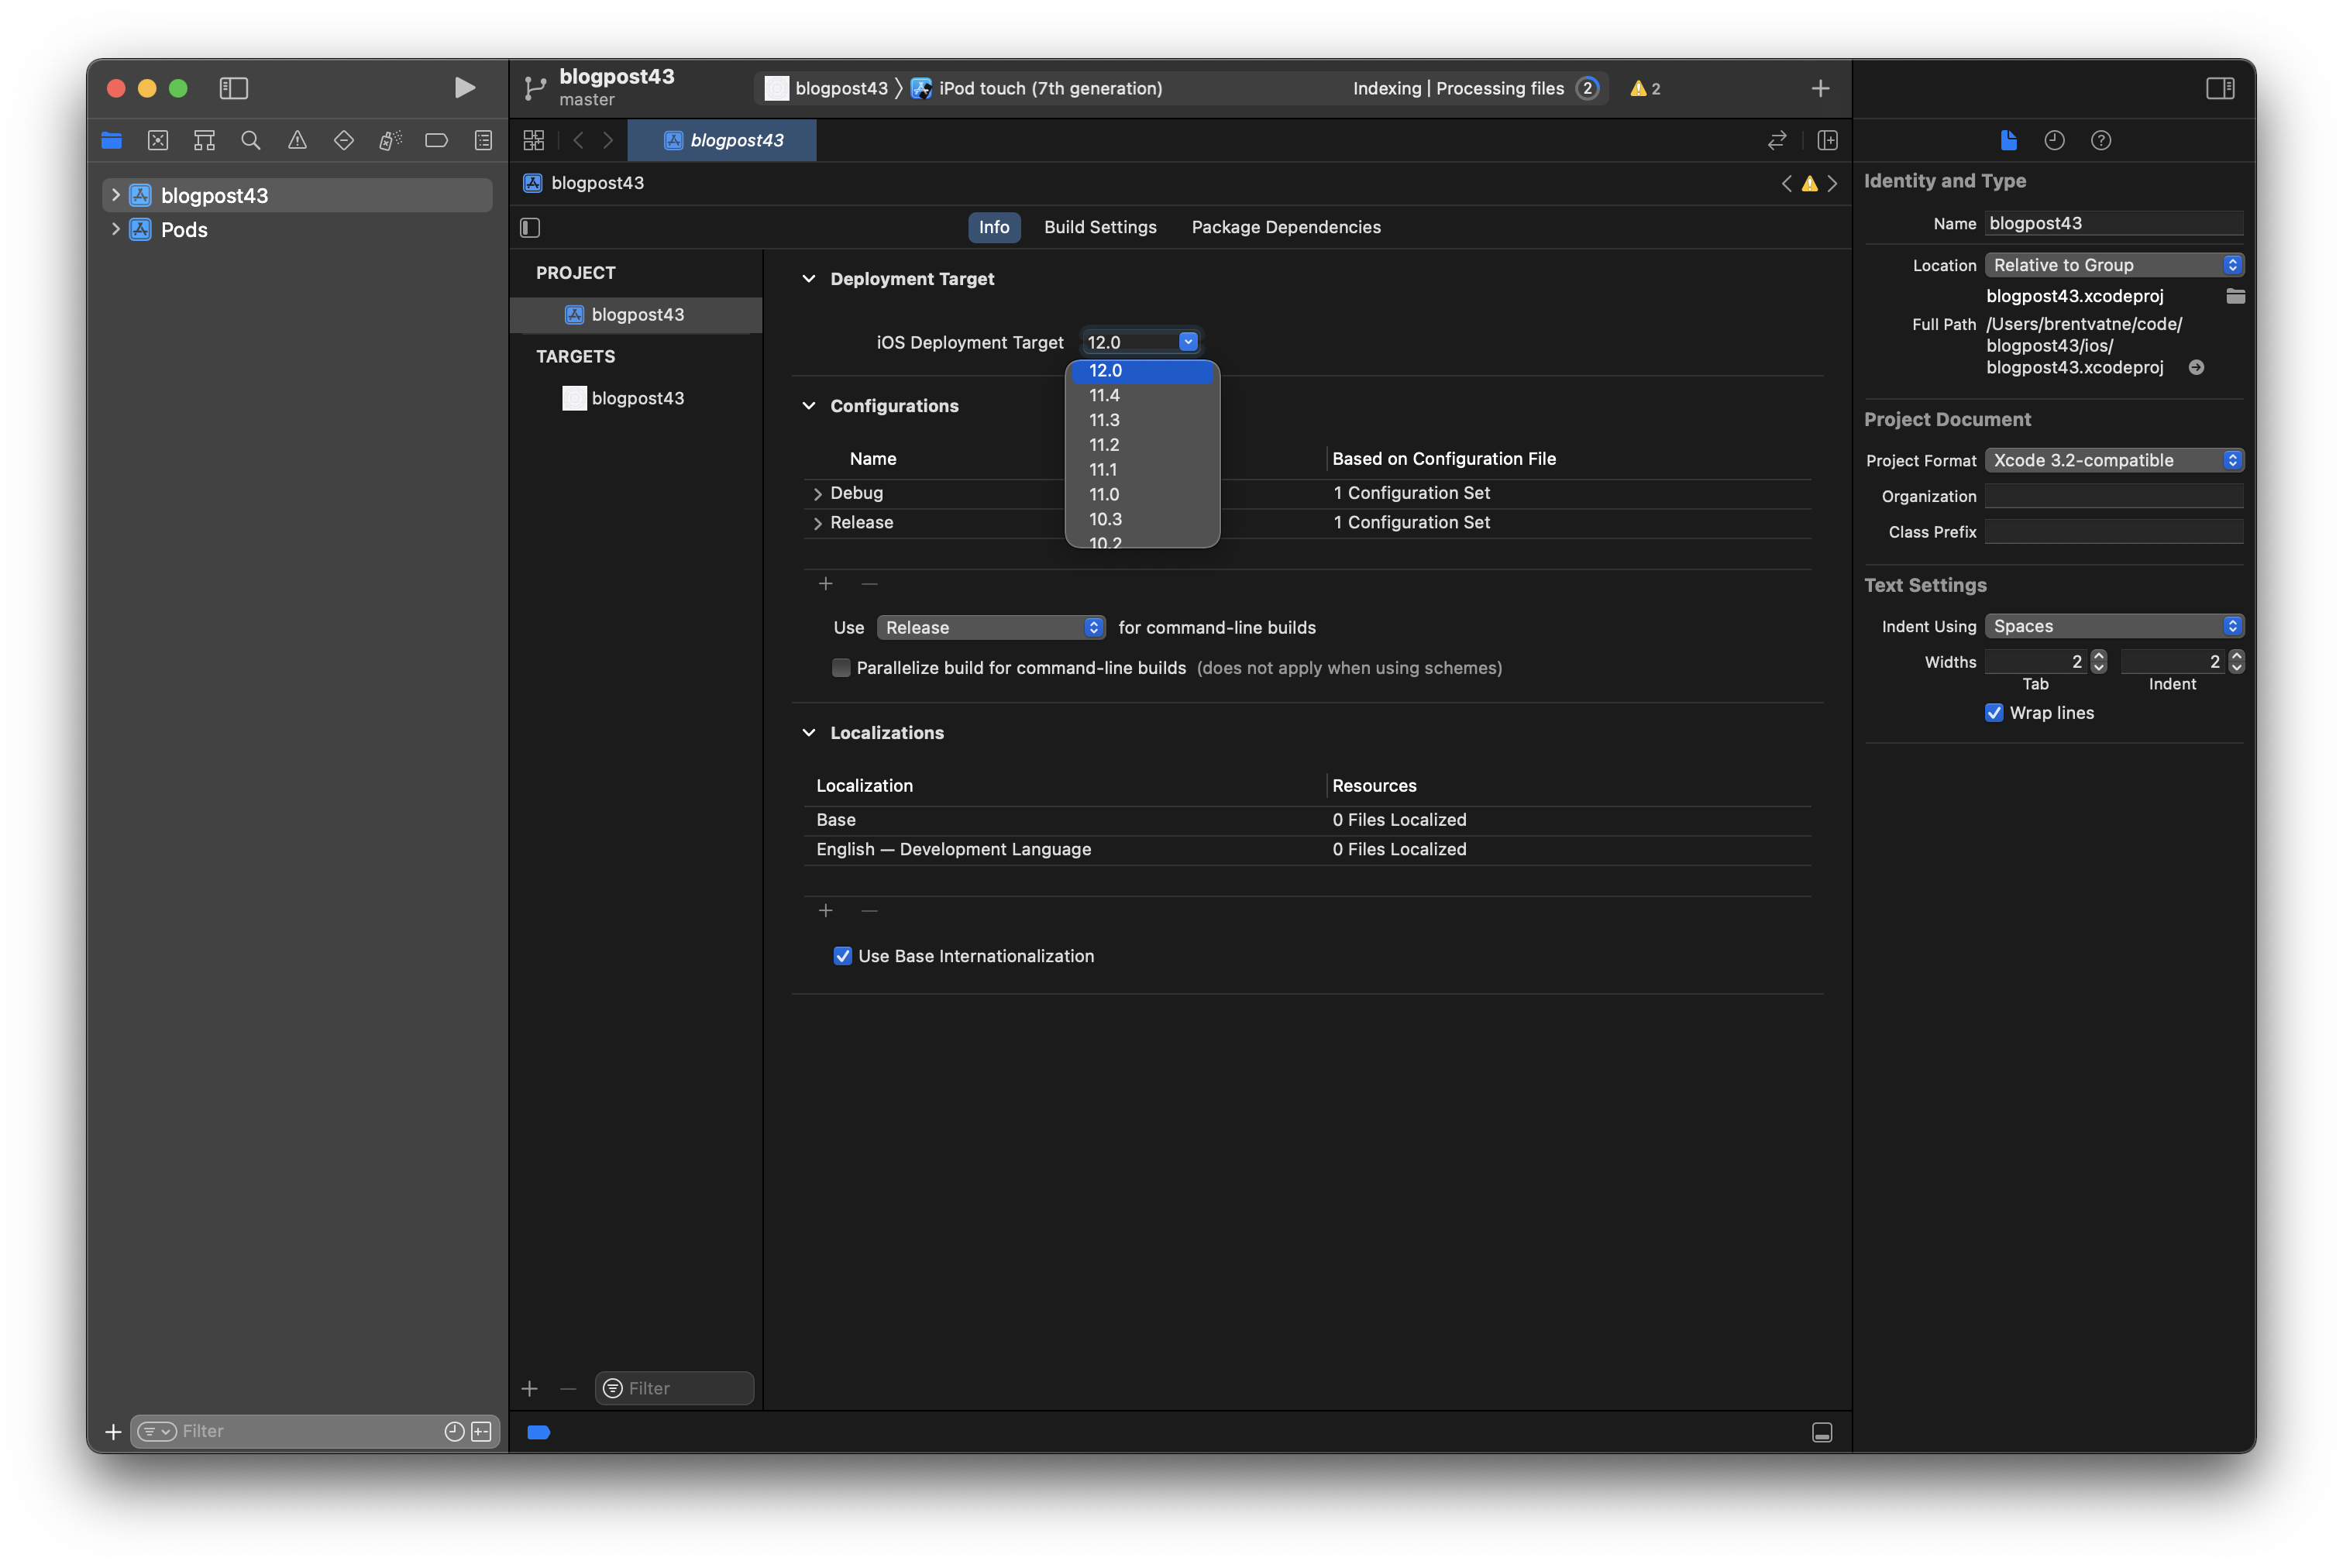 blogpost43
master
blogpost43
iPod touch (7th generation)
Indexing | Processing files
2
2
blogpost43
Pods
Filter
blogpost43
blogpost43
Info
Build Settings
Package Dependencies
PROJECT
blogpost43
TARGETS
blogpost43
Filter
Deployment Target
iOS Deployment Target
12.0
12.0
11.4
11.3
11.2
11.1
11.0
10.3
10.2
Configurations
Name
Based on Configuration File
Debug
1 Configuration Set
Release
1 Configuration Set
Use
Release
for command-line builds
Parallelize build for command-line builds (does not apply when using schemes)
Localizations
Localization
Resources
Base
0 Files Localized
English — Development Language
0 Files Localized
Use Base Internationalization
Identity and Type
Name
blogpost43
Location
Relative to Group
blogpost43.xcodeproj
Full Path
/Users/brentvatne/code/
blogpost43/ios/
blogpost43.xcodeproj
Project Document
Project Format
Xcode 3.2-compatible
Organization
Class Prefix
Text Settings
Indent Using
Spaces
Widths
2
2
Tab
Indent
Wrap lines